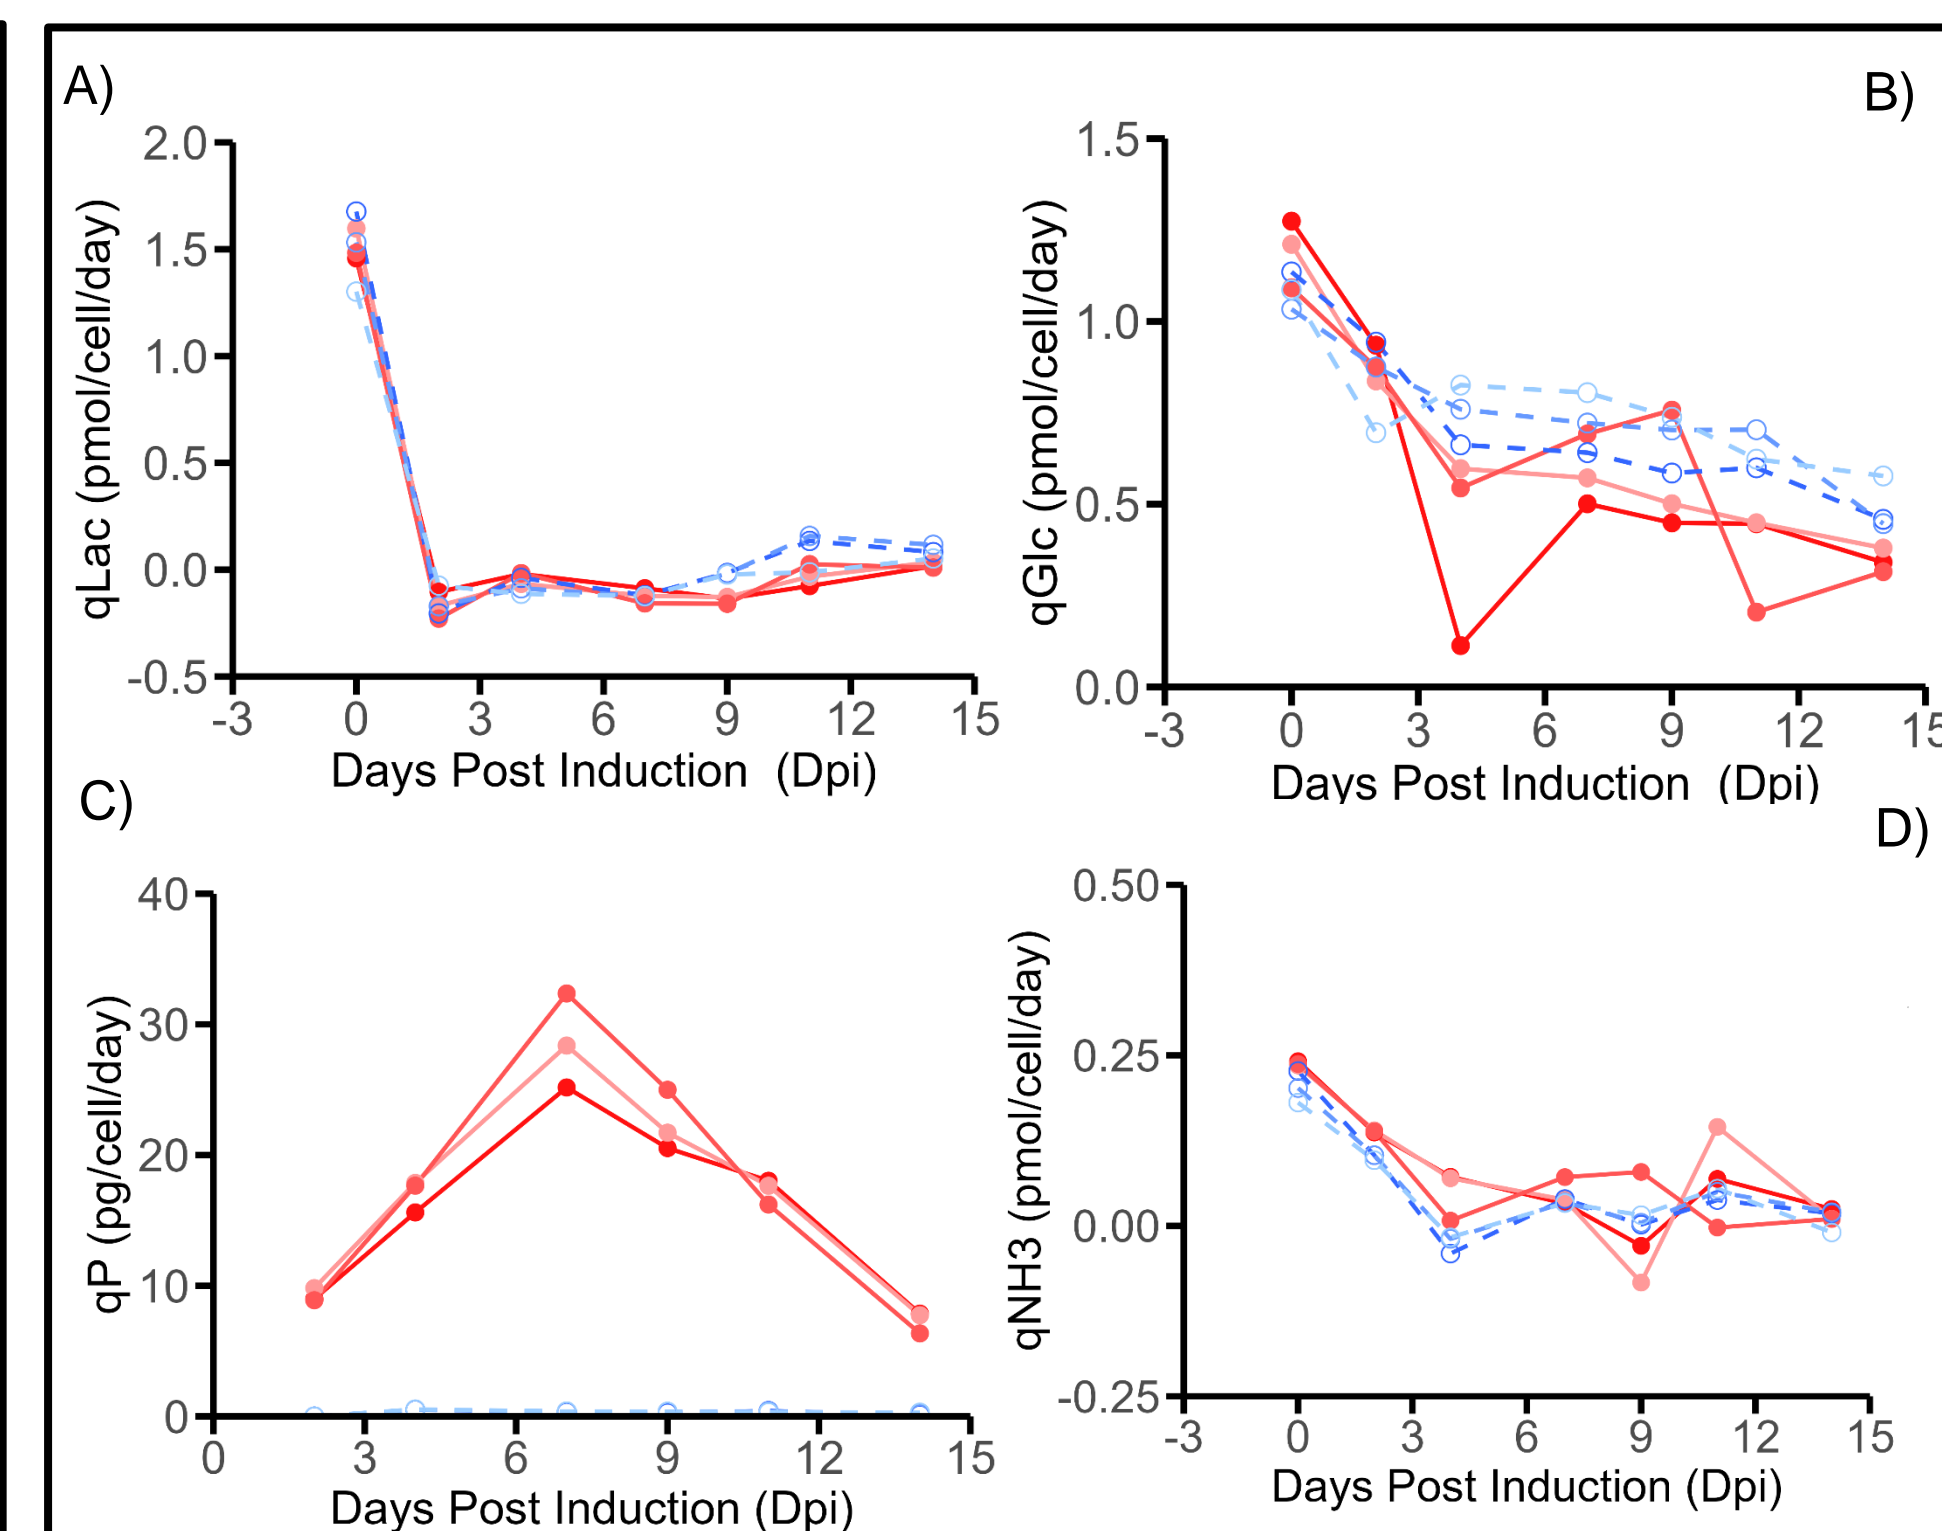 A)
2.0
1.5
1.0
0.5
0.0
-0.5
qLac (pmol/cell/day)
-3 0 3 6 9 12 15
Days Post Induction (Dpi)
B)
1.5
1.0
0.5
0.0
qGlc (pmol/cell/day)
-3 0 3 6 9 12 15
Days Post Induction (Dpi)
C)
40
30
20
10
0
qP (pg/cell/day)
0 3 6 9 12 15
Days Post Induction (Dpi)
D)
0.50
0.25
0.00
-0.25
qNH3 (pmol/cell/day)
-3 0 3 6 9 12 15
Days Post Induction (Dpi)